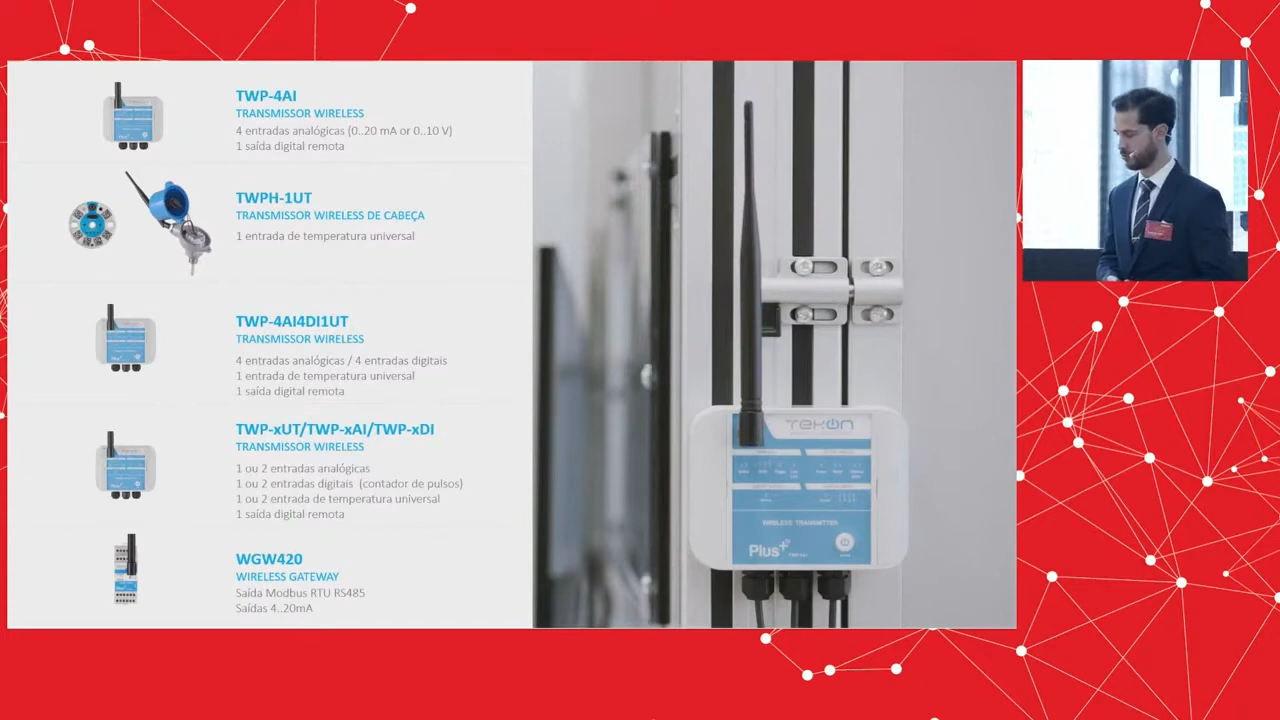 TWP-4AI
TRANSMISSOR WIRELESS
4 entradas analógicas (0..20 mA or 0..10 V)
1 saída digital remota
TWPH-1UT
TRANSMISSOR WIRELESS DE CABEÇA
1 entrada de temperatura universal
TWP-4AI4DI1UT
TRANSMISSOR WIRELESS
4 entradas analógicas / 4 entradas digitais
1 entrada de temperatura universal
1 saída digital remota
TWP-xUT/TWP-xAI/TWP-xDI
TRANSMISSOR WIRELESS
1 ou 2 entradas analógicas
1 ou 2 entradas digitais (contador de pulsos)
1 ou 2 entrada de temperatura universal
1 saída digital remota
WGW420
WIRELESS GATEWAY
Saída Modbus RTU RS485
Saídas 4..20mA
TEKON
WIRELESS TRANSMITTER
Plus+